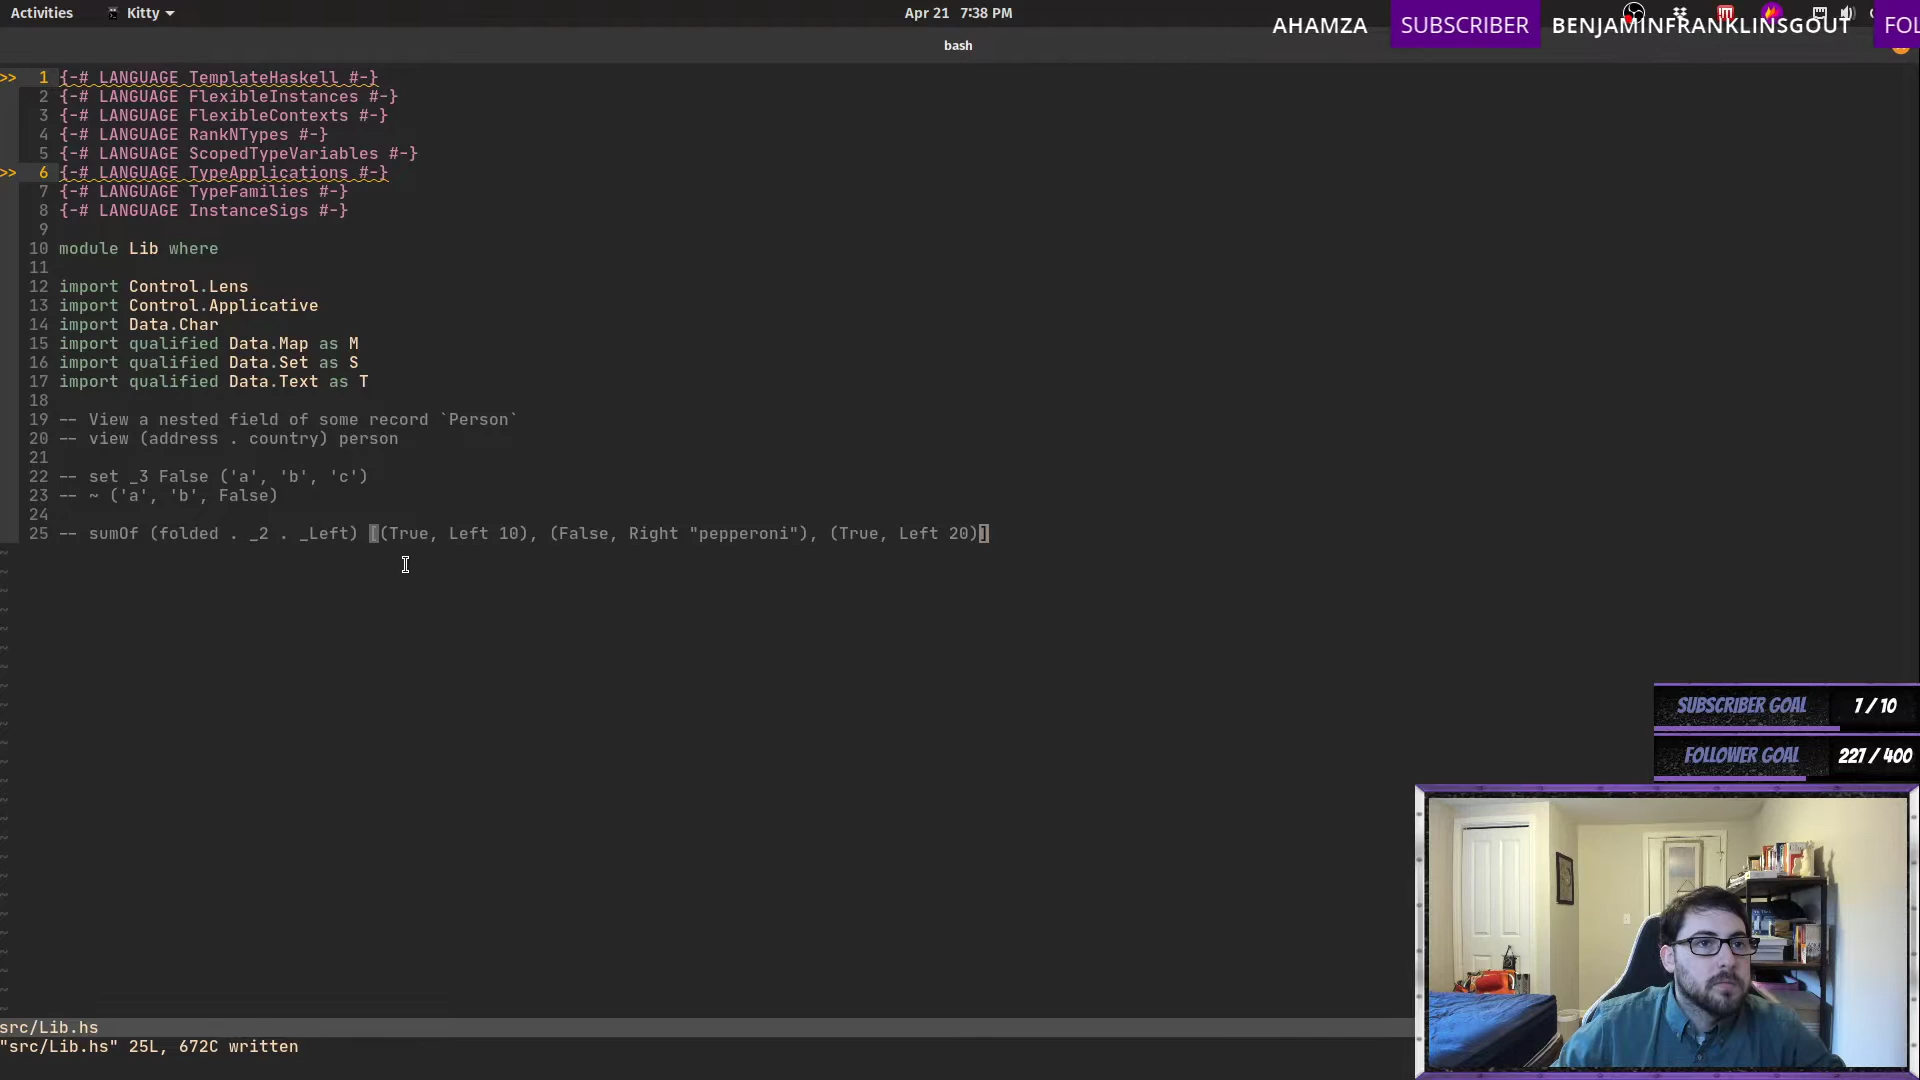 Activities
Kitty
Apr 21 7:38 PM
AHAMZA
SUBSCRIBER
BENJAMINFRANKLINSGOUT
FOL
bash
>> 1 {-# LANGUAGE TemplateHaskell #-}
2 {-# LANGUAGE FlexibleInstances #-}
3 {-# LANGUAGE FlexibleContexts #-}
4 {-# LANGUAGE RankNTypes #-}
5 {-# LANGUAGE ScopedTypeVariables #-}
>> 6 {-# LANGUAGE TypeApplications #-}
7 {-# LANGUAGE TypeFamilies #-}
8 {-# LANGUAGE InstanceSigs #-}
9
10 module Lib where
11
12 import Control.Lens
13 import Control.Applicative
14 import Data.Char
15 import qualified Data.Map as M
16 import qualified Data.Set as S
17 import qualified Data.Text as T
18
19 -- View a nested field of some record `Person`
20 -- view (address . country) person
21
22 -- set _3 False ('a', 'b', 'c')
23 -- ~ ('a', 'b', False)
24
25 -- sumOf (folded . _2 . _Left) [(True, Left 10), (False, Right "pepperoni"), (True, Left 20)]
SUBSCRIBER GOAL 7 / 10
FOLLOWER GOAL 227 / 400
src/Lib.hs
"src/Lib.hs" 25L, 672C written